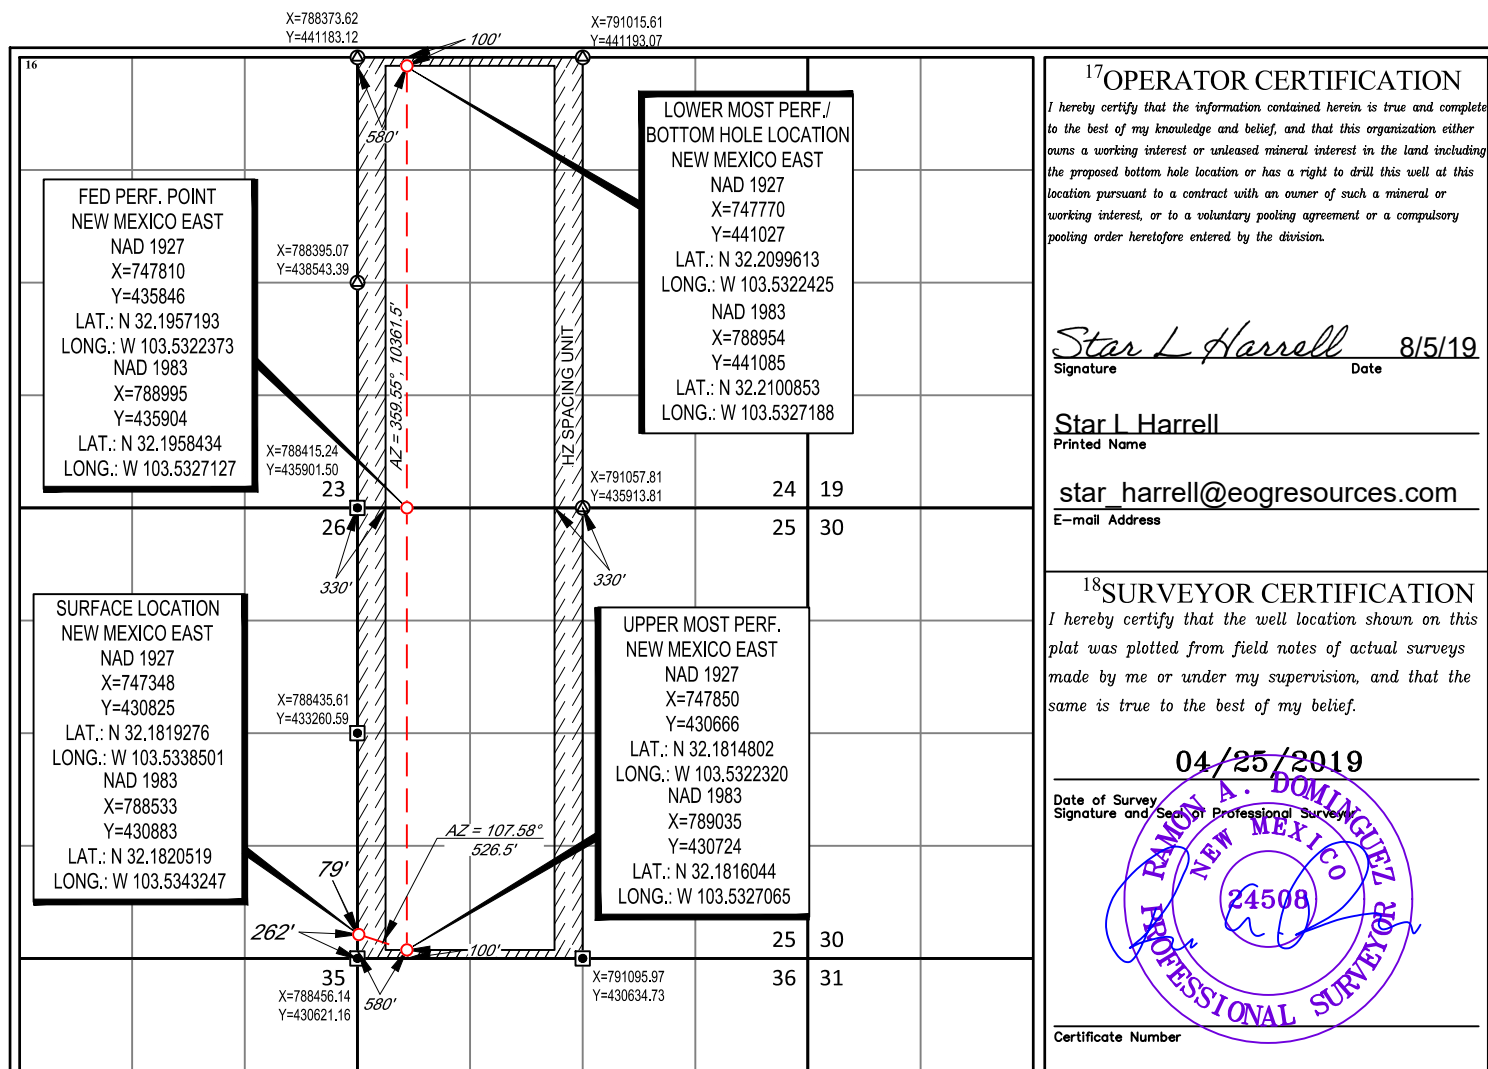 X=788373.62
Y=441183.12
X=791015.61
Y=441193.07
100'
16
580'
LOWER MOST PERF./
BOTTOM HOLE LOCATION
NEW MEXICO EAST
NAD 1927
X=747770
Y=441027
LAT.: N 32.2099613
LONG.: W 103.5322425
NAD 1983
X=788954
Y=441085
LAT.: N 32.2100853
LONG.: W 103.5327188
FED PERF. POINT
NEW MEXICO EAST
NAD 1927
X=747810
Y=435846
LAT.: N 32.1957193
LONG.: W 103.5322373
NAD 1983
X=788995
Y=435904
LAT.: N 32.1958434
LONG.: W 103.5327127
X=788395.07
Y=438543.39
AZ = 359.55°, 10361.5'
HZ SPACING UNIT
X=788415.24
Y=435901.50
X=791057.81
Y=435913.81
23
24 19
26
25 30
330'
330'
SURFACE LOCATION
NEW MEXICO EAST
NAD 1927
X=747348
Y=430825
LAT.: N 32.1819276
LONG.: W 103.5338501
NAD 1983
X=788533
Y=430883
LAT.: N 32.1820519
LONG.: W 103.5343247
X=788435.61
Y=433260.59
UPPER MOST PERF.
NEW MEXICO EAST
NAD 1927
X=747850
Y=430666
LAT.: N 32.1814802
LONG.: W 103.5322320
NAD 1983
X=789035
Y=430724
LAT.: N 32.1816044
LONG.: W 103.5327065
AZ = 107.58°
526.5'
79'
262'
100'
25 30
35
36 31
580'
X=788456.14
Y=430621.16
X=791095.97
Y=430634.73
17 OPERATOR CERTIFICATION
I hereby certify that the information contained herein is true and complete
to the best of my knowledge and belief, and that this organization either
owns a working interest or unleased mineral interest in the land including
the proposed bottom hole location or has a right to drill this well at this
location pursuant to a contract with an owner of such a mineral or
working interest, or to a voluntary pooling agreement or a compulsory
pooling order heretofore entered by the division.
Star L Harrell 8/5/19
Signature Date
Star L Harrell
Printed Name
star_harrell@eogresources.com
E-mail Address
18 SURVEYOR CERTIFICATION
I hereby certify that the well location shown on this
plat was plotted from field notes of actual surveys
made by me or under my supervision, and that the
same is true to the best of my belief.
04/25/2019
Date of Survey
Signature and Seal of Professional Surveyor
RAMON A. DOMINGUEZ
NEW MEXICO
24508
PROFESSIONAL SURVEYOR
Certificate Number